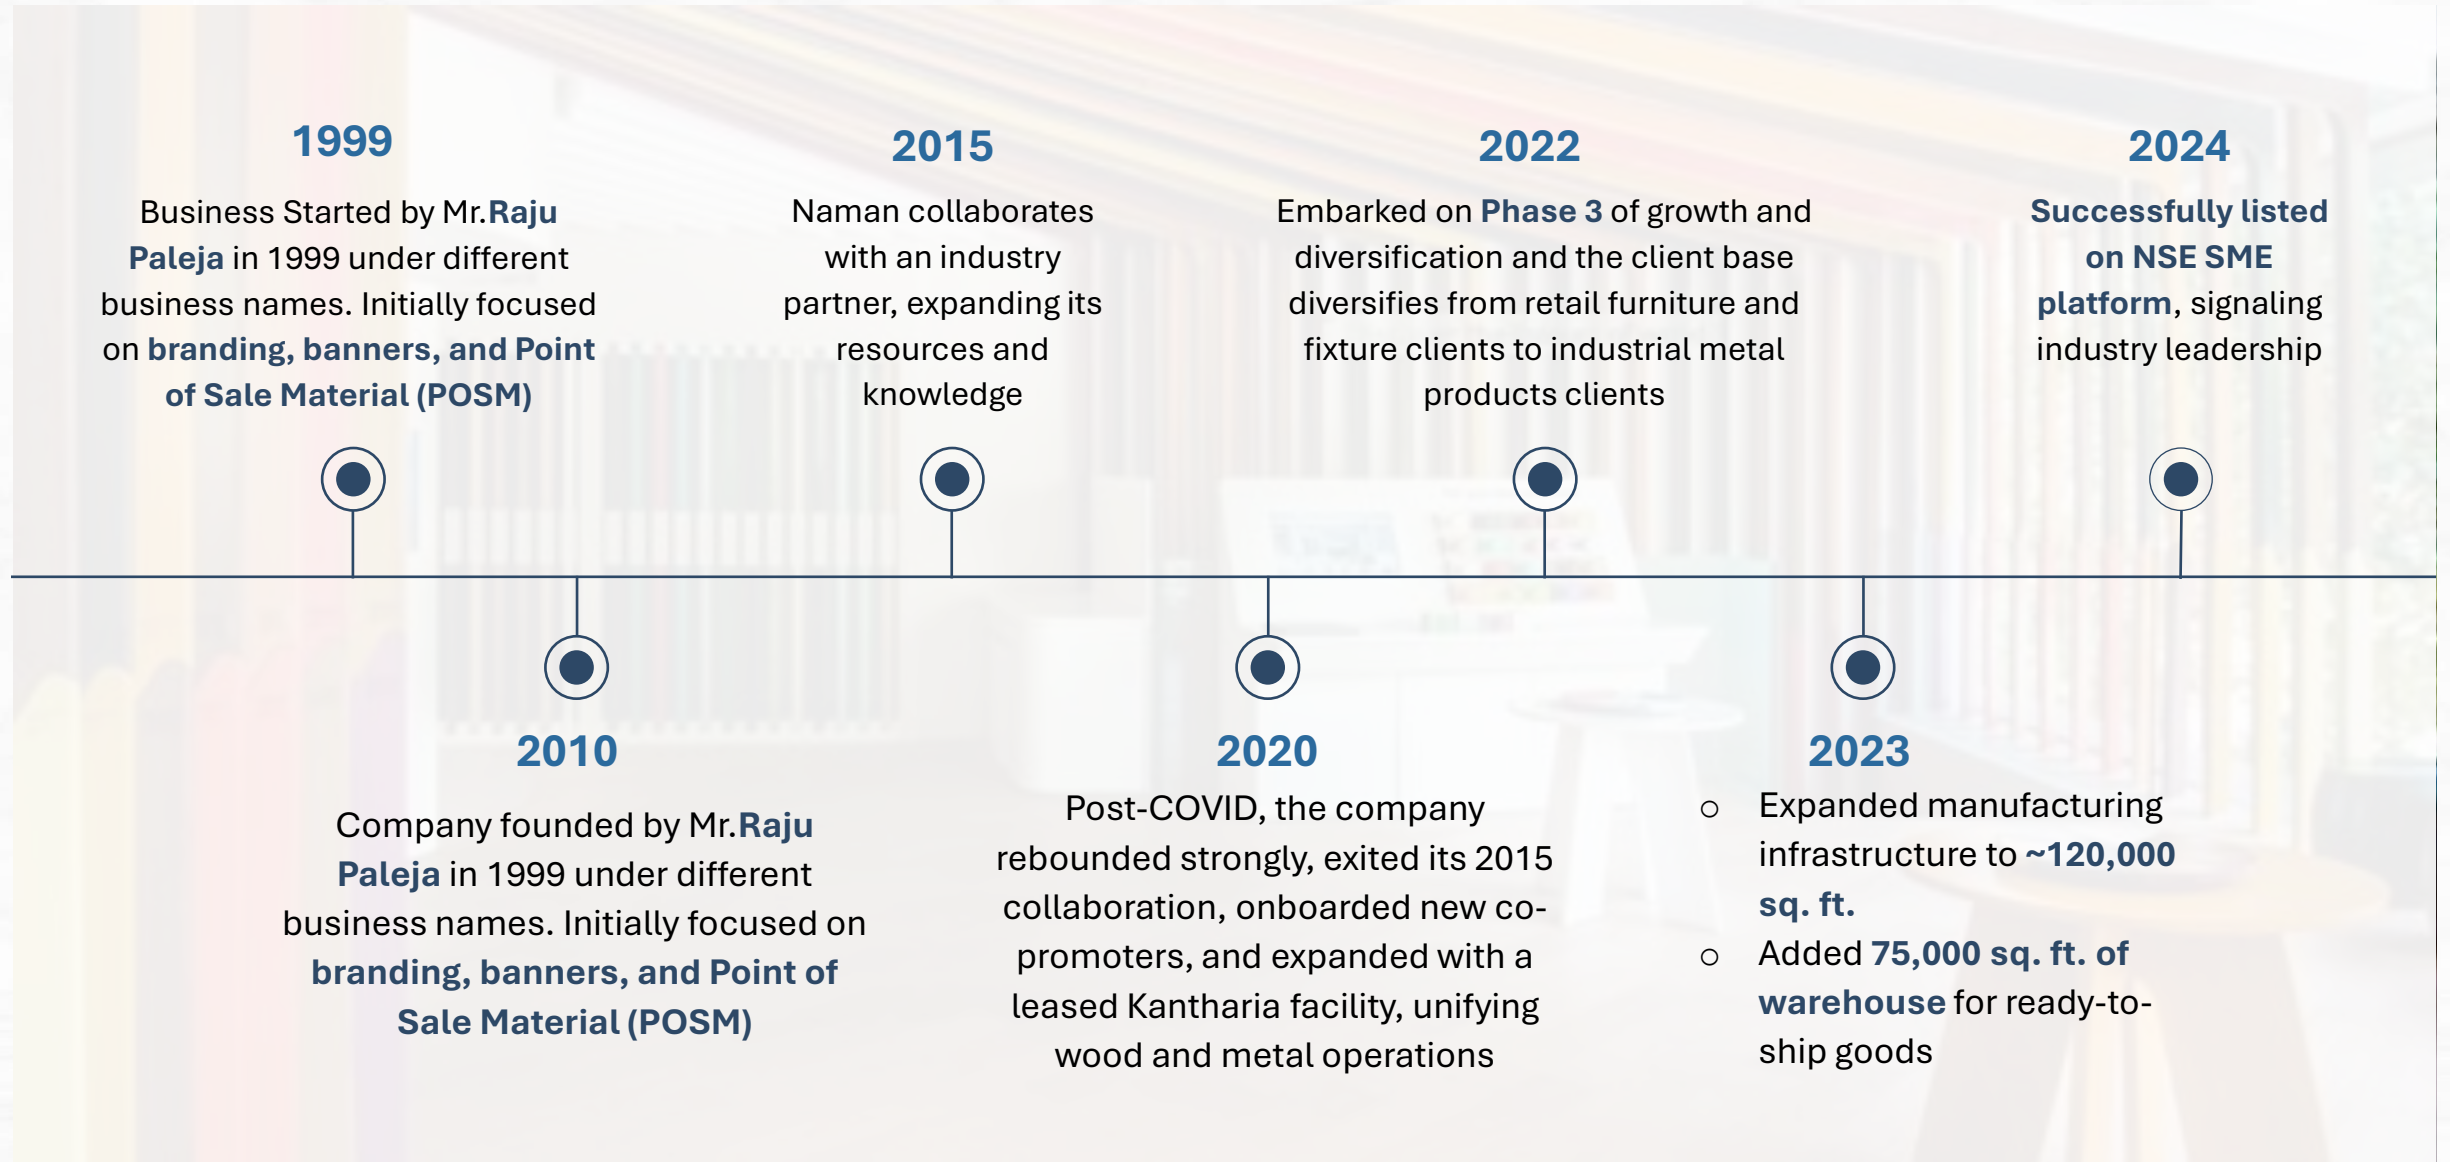 1999
Business Started by Mr.Raju
Paleja in 1999 under different
business names. Initially focused
on branding, banners, and Point
of Sale Material (POSM)
2015
Naman collaborates
with an industry
partner, expanding its
resources and
knowledge
2022
Embarked on Phase 3 of growth and
diversification and the client base
diversifies from retail furniture and
fixture clients to industrial metal
products clients
2024
Successfully listed
on NSE SME
platform, signaling
industry leadership
2010
Company founded by Mr.Raju
Paleja in 1999 under different
business names. Initially focused on
branding, banners, and Point of
Sale Material (POSM)
2020
Post-COVID, the company
rebounded strongly, exited its 2015
collaboration, onboarded new co-
promoters, and expanded with a
leased Kantharia facility, unifying
wood and metal operations
2023
o Expanded manufacturing
infrastructure to ~120,000
sq. ft.
o Added 75,000 sq. ft. of
warehouse for ready-to-
ship goods